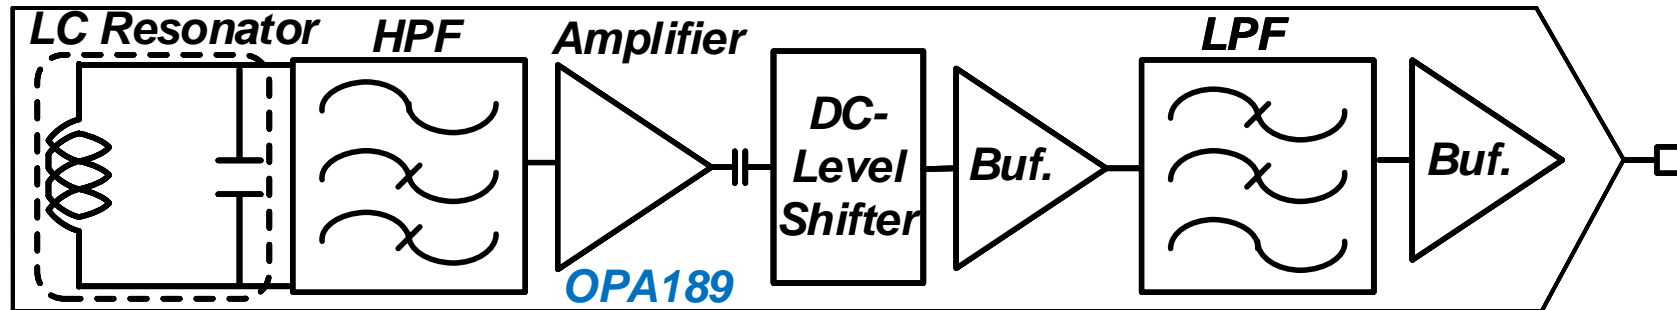 LC Resonator
HPF
Amplifier
OPA189
DC-
Level
Shifter
Buf.
LPF
Buf.